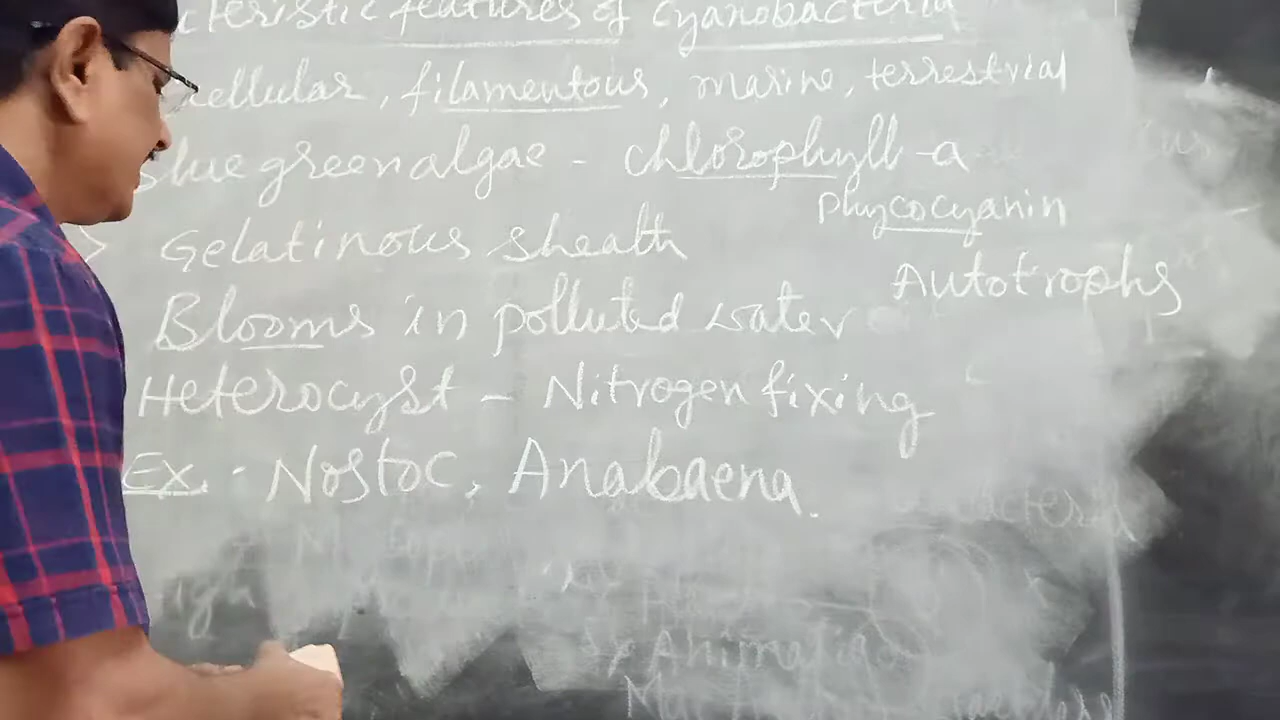 cteristic features of cyanobacteria
cellular, filamentous, marine, terrestrial
blue green algae - chlorophyll-a
Phycocyanin
> Gelatinous sheath
Autotrophs
Blooms in polluted water
Heterocyst - Nitrogen fixing
Ex: Nostoc, Anabaena.